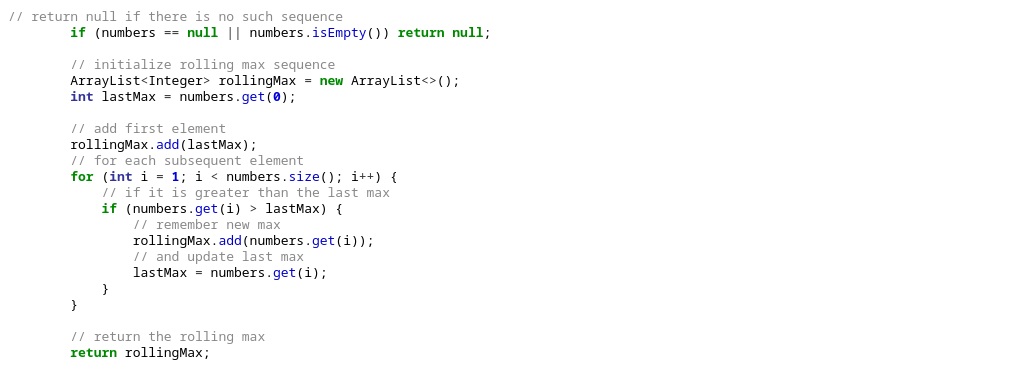 // return null if there is no such sequence
if (numbers == null || numbers.isEmpty()) return null;
// initialize rolling max sequence
ArrayList<Integer> rollingMax = new ArrayList<>();
int lastMax = numbers.get(0);
// add first element
rollingMax.add(lastMax);
// for each subsequent element
for (int i = 1; i < numbers.size(); i++) {
// if it is greater than the last max
if (numbers.get(i) > lastMax) {
// remember new max
rollingMax.add(numbers.get(i));
// and update last max
lastMax = numbers.get(i);
}
}
// return the rolling max
return rollingMax;